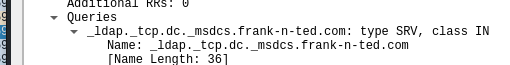 Additional RRs: 0
Queries
_ldap._tcp.dc._msdcs.frank-n-ted.com: type SRV, class IN
Name: _ldap._tcp.dc._msdcs.frank-n-ted.com
[Name Length: 36]